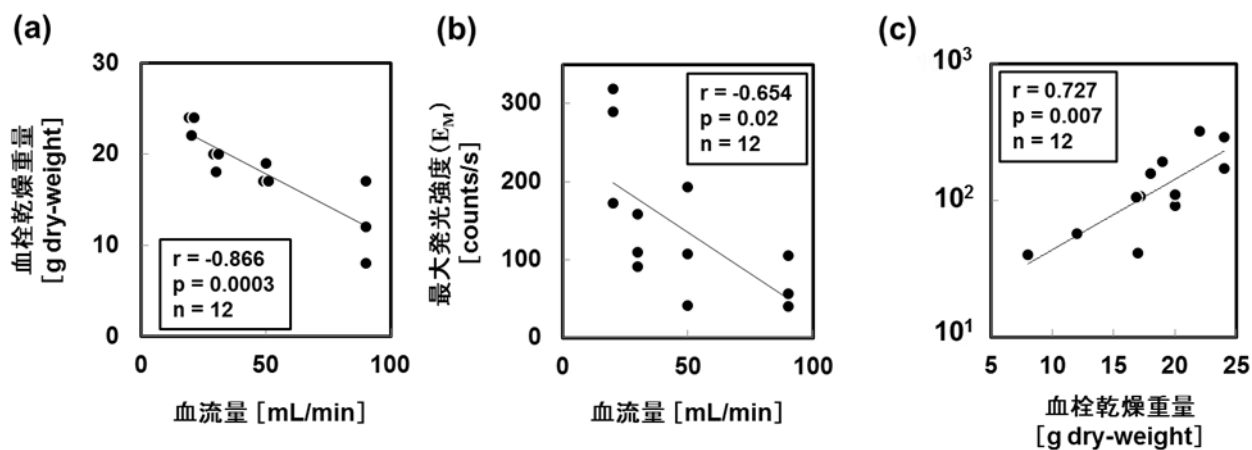 (a)
30
20
10
0
血栓乾燥重量
[g dry-weight]
r = -0.866
p = 0.0003
n = 12
0
50
100
血流量 [mL/min]
(b)
300
200
100
0
最大発光強度(E_M)
[counts/s]
r = -0.654
p = 0.02
n = 12
0
50
100
血流量 [mL/min]
(c)
10³
10²
10¹
r = 0.727
p = 0.007
n = 12
5
10
15
20
25
血栓乾燥重量
[g dry-weight]